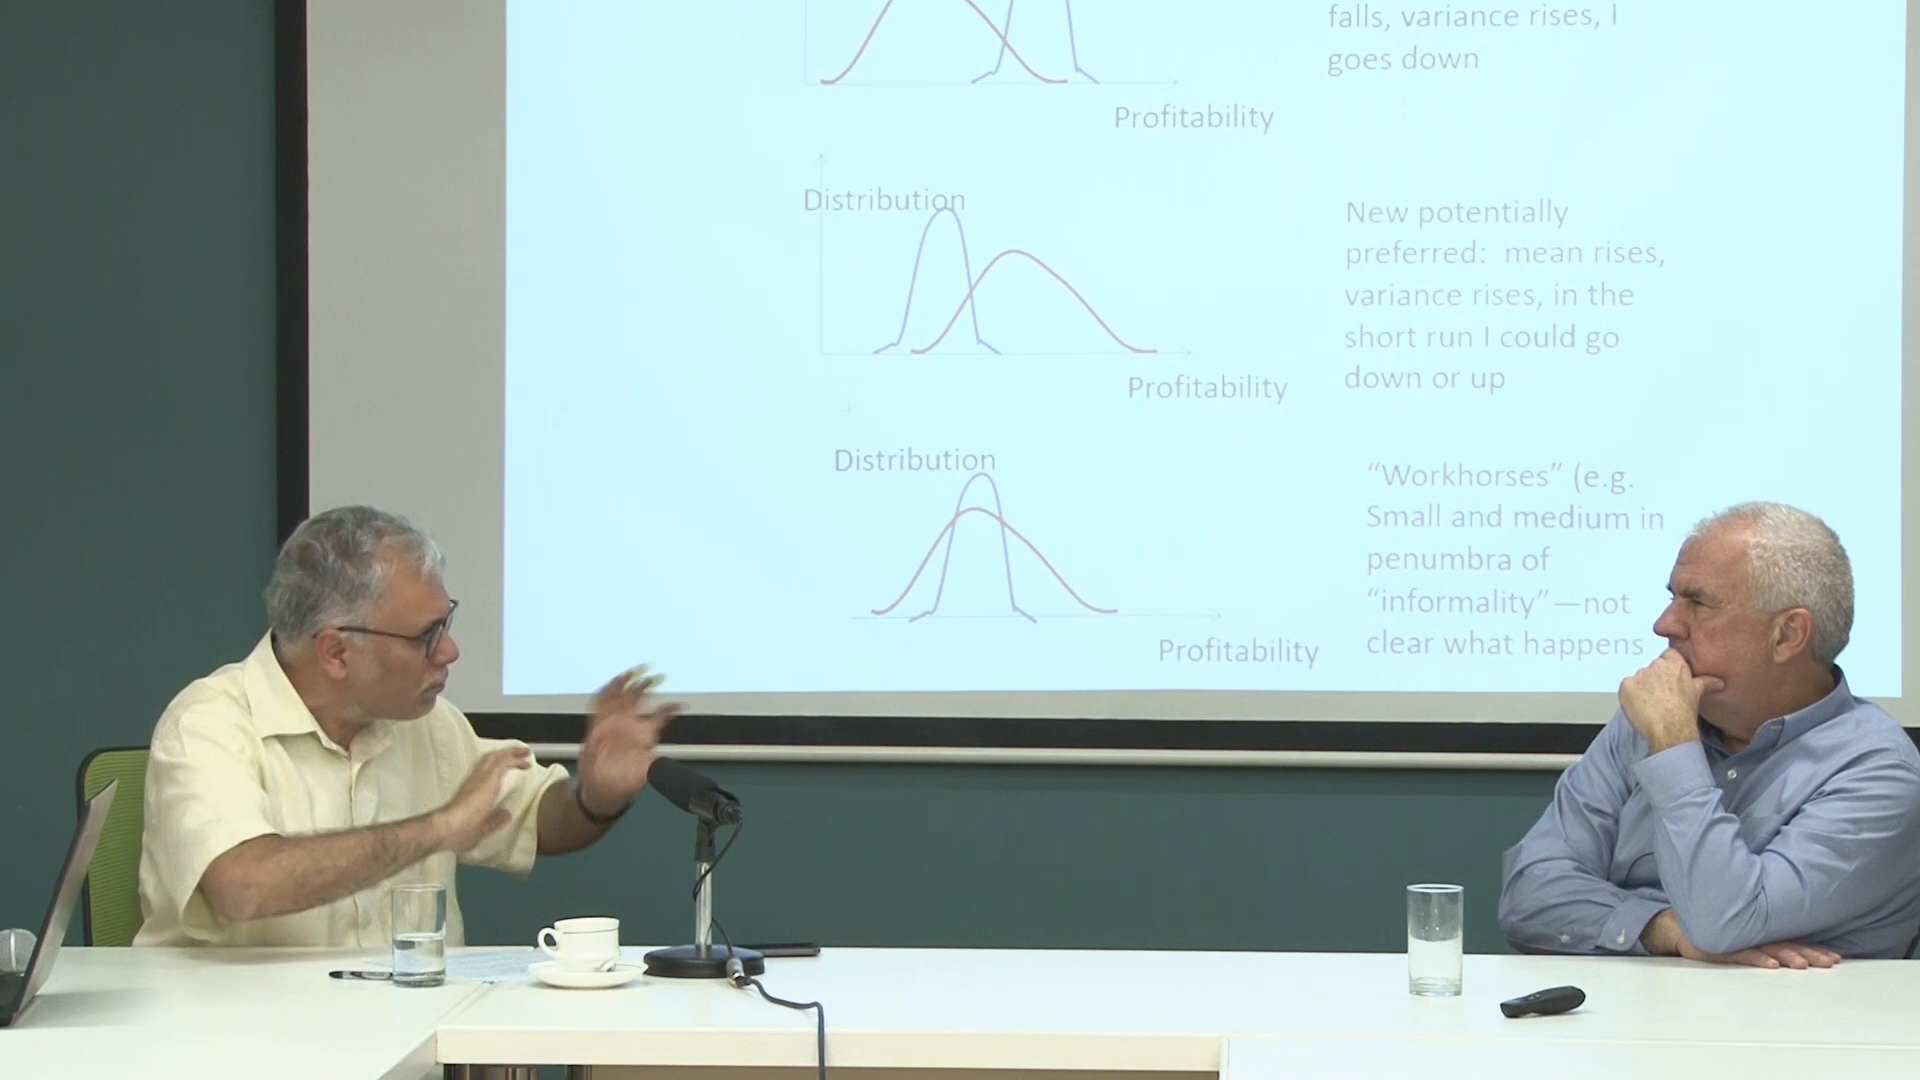 falls, variance rises, I
goes down
Profitability
Distribution
New potentially
preferred: mean rises,
variance rises, in the
short run I could go
down or up
Profitability
Distribution
“Workhorses” (e.g.
Small and medium in
penumbra of
“informality”—not
clear what happens
Profitability